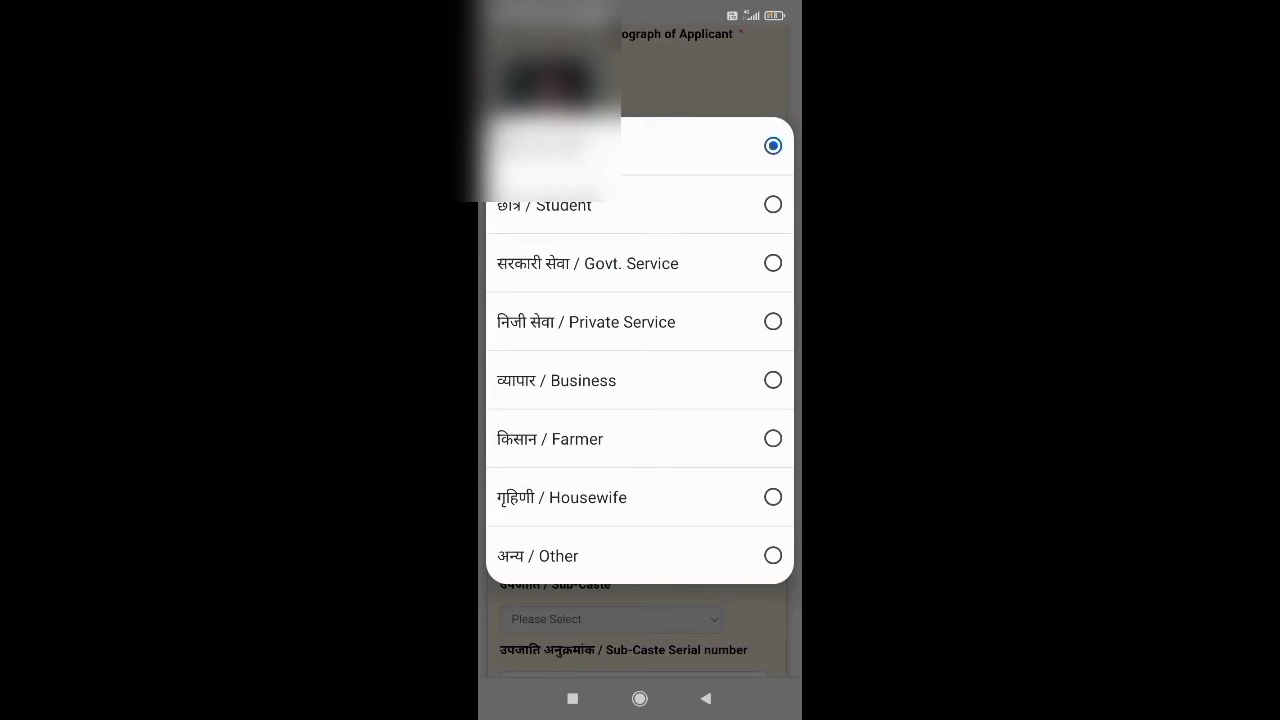 ograph of Applicant *
छात्र / Student
सरकारी सेवा / Govt. Service
निजी सेवा / Private Service
व्यापार / Business
किसान / Farmer
गृहिणी / Housewife
अन्य / Other
उपजाति / Sub-caste
Please Select
उपजाति अनुक्रमांक / Sub-Caste Serial number